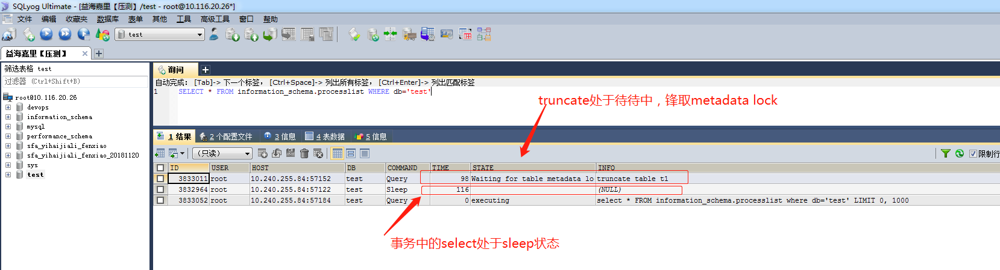 SQLyog Ultimate - [益海嘉里【压测】/test - root@10.116.20.26*]
文件 编辑 收藏夹 数据库 表单 其他 工具 高级工具 窗口 帮助
test
益海嘉里【压测】
筛选表格 test
过滤器 (Ctrl+Shift+B)
root@10.116.20.26
devops
information_schema
mysql
performance_schema
sfa_yihaijiali_fenxiao
sfa_yihaijiali_fenxiao_20181120
sys
test
询问
自动完成: [Tab]-> 下一个标签, [Ctrl+Space]-> 列出所有标签, [Ctrl+Enter]-> 列出匹配标签
1 SELECT * FROM information_schema.processlist WHERE db='test'
truncate处于待待中，锋取metadata lock
1 结果 2 个配置文件 3 信息 4 表数据 5 信息
(只读) 限制行
ID USER HOST DB COMMAND TIME STATE INFO
3833011 root 10.240.255.84:57152 test Query 98 Waiting for table metadata lo truncate table t1
3832964 root 10.240.255.84:57122 test Sleep 116 (NULL)
3833052 root 10.240.255.84:57184 test Query 0 executing select * FROM information_schema.processlist where db='test' LIMIT 0, 1000
事务中的select处于sleep状态